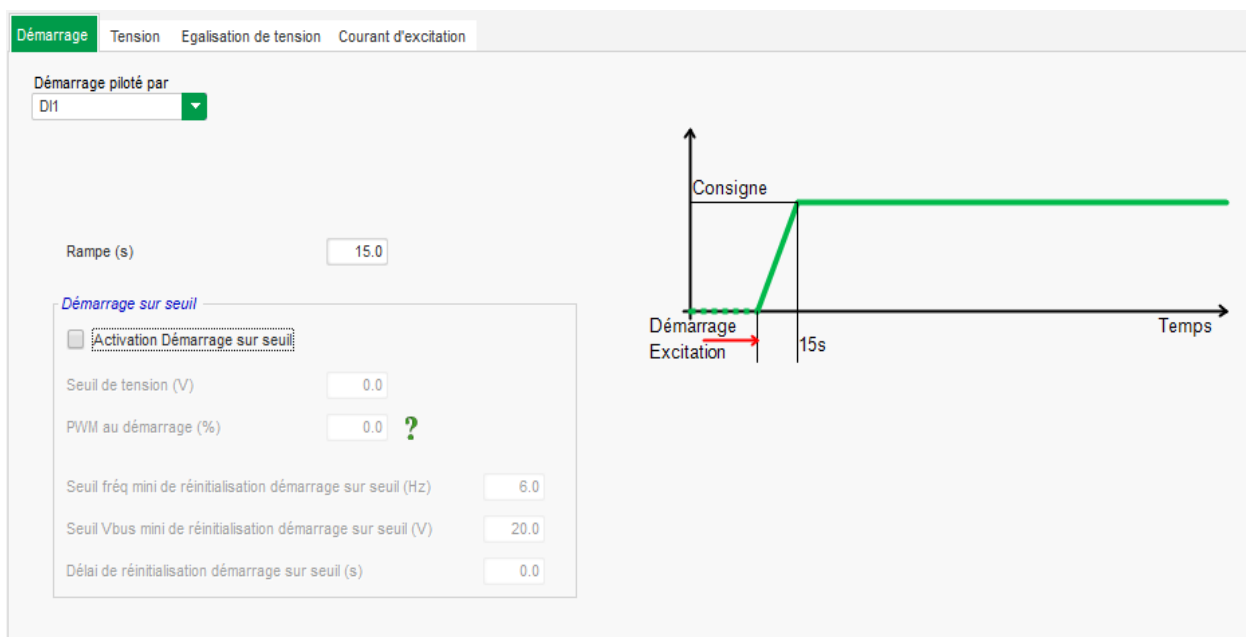 Démarrage Tension Egalisation de tension Courant d'excitation
Démarrage piloté par
DI1
Rampe (s) 15.0
Démarrage sur seuil
Activation Démarrage sur seuil
Seuil de tension (V) 0.0
PWM au démarrage (%) 0.0 ?
Seuil fréq mini de réinitialisation démarrage sur seuil (Hz) 6.0
Seuil Vbus mini de réinitialisation démarrage sur seuil (V) 20.0
Délai de réinitialisation démarrage sur seuil (s) 0.0
Consigne
Démarrage
Excitation
15s
Temps